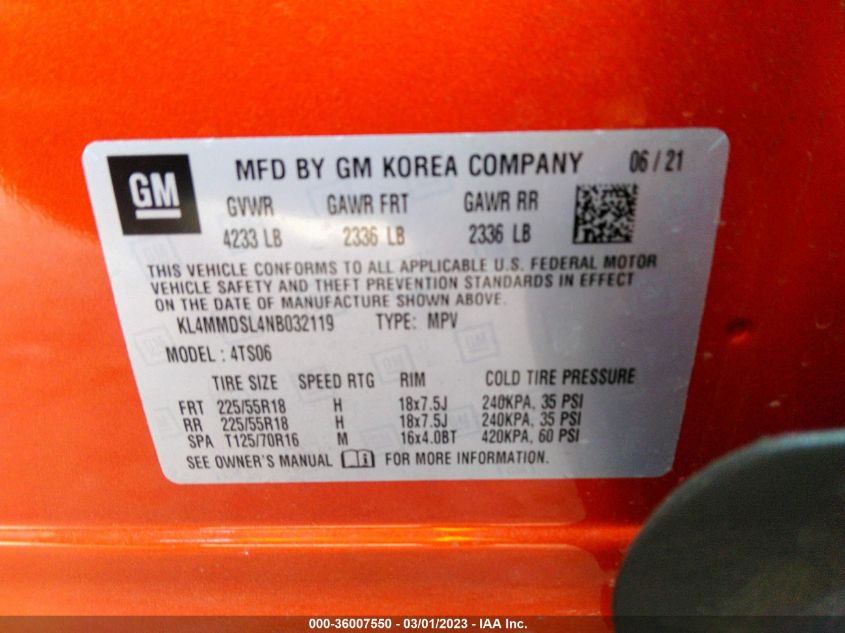 GM
MFD BY GM KOREA COMPANY 06 / 21
GVWR GAWR FRT GAWR RR
4233 LB 2336 LB 2336 LB
THIS VEHICLE CONFORMS TO ALL APPLICABLE U.S. FEDERAL MOTOR
VEHICLE SAFETY AND THEFT PREVENTION STANDARDS IN EFFECT
ON THE DATE OF MANUFACTURE SHOWN ABOVE.
KL4MMDSL4NB032119 TYPE: MPV
MODEL : 4TS06
TIRE SIZE SPEED RTG RIM COLD TIRE PRESSURE
FRT 225/55R18 H 18x7.5J 240KPA, 35 PSI
RR 225/55R18 H 18x7.5J 240KPA, 35 PSI
SPA T125/70R16 M 16x4.0BT 420KPA, 60 PSI
SEE OWNER'S MANUAL FOR MORE INFORMATION.
000-36007550 - 03/01/2023 - IAA Inc.